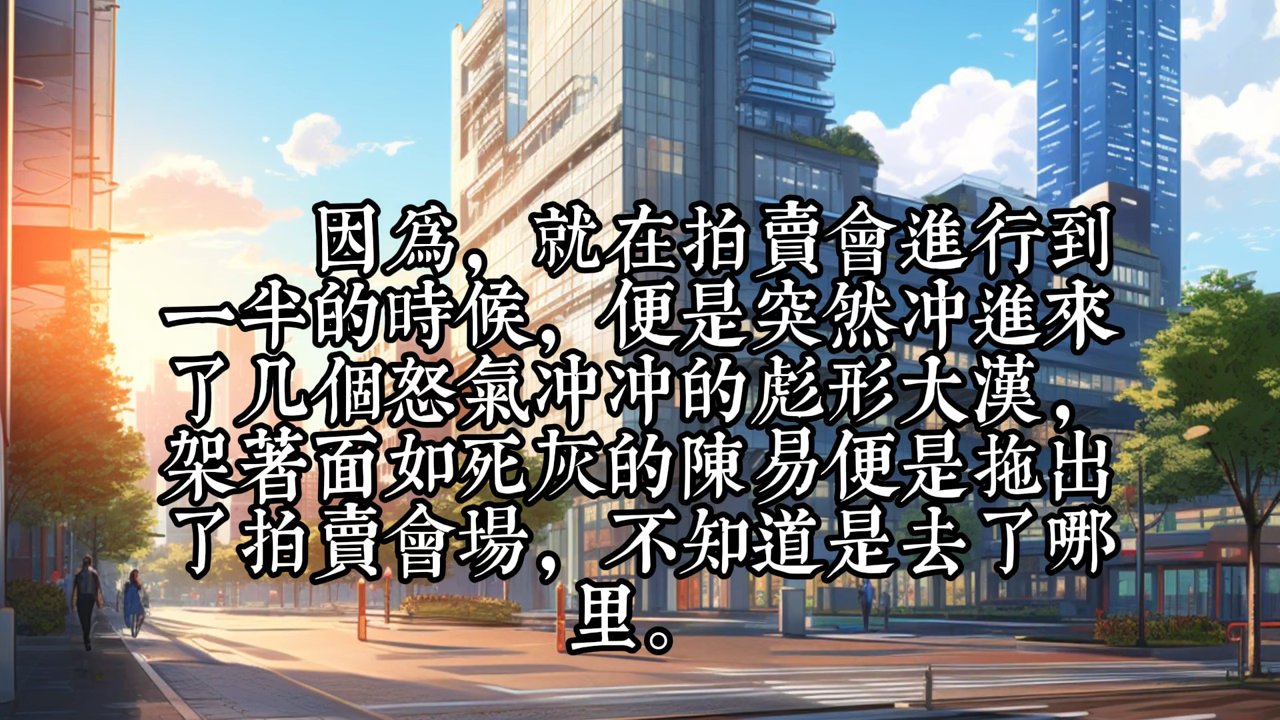 因爲，就在拍賣會進行到
一半的時候，便是突然冲進來
了几個怒氣冲冲的彪形大漢，
架著面如死灰的陳易便是拖出
了拍賣會場，不知道是去了哪
里。